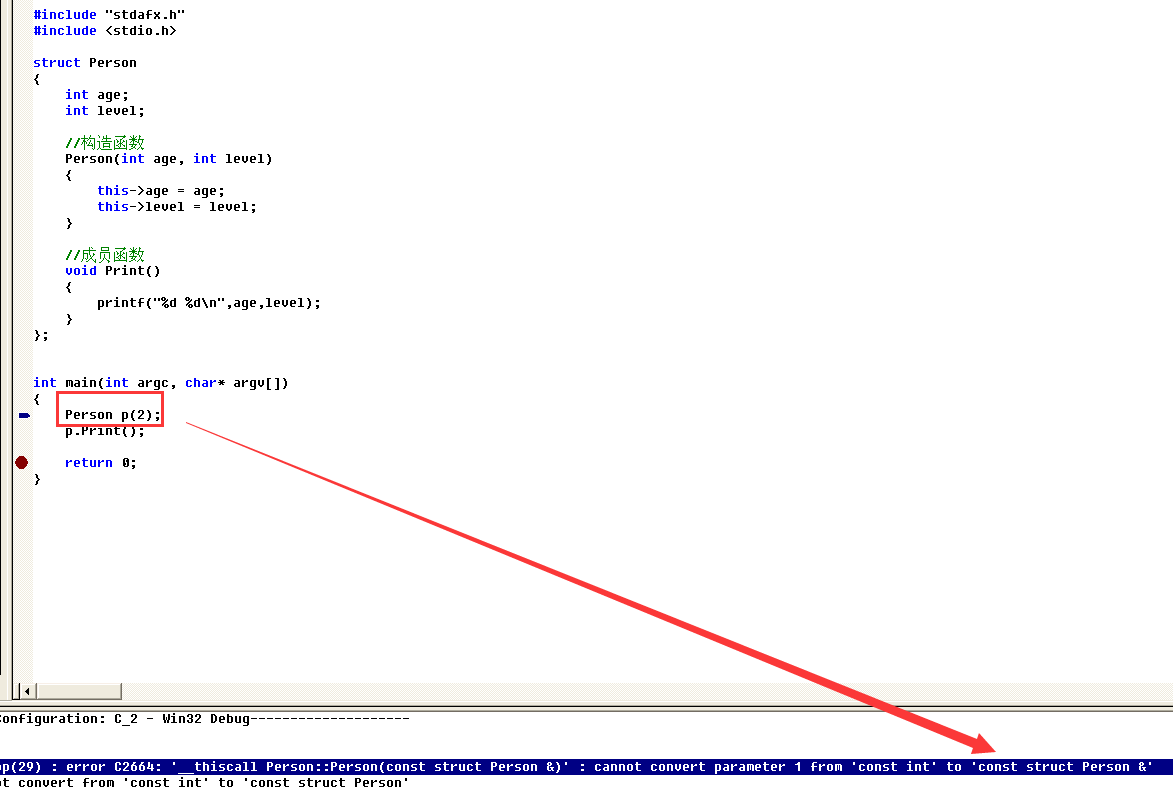 #include "stdafx.h"
#include <stdio.h>
struct Person
{
int age;
int level;
//构造函数
Person(int age, int level)
{
this->age = age;
this->level = level;
}
//成员函数
void Print()
{
printf("%d %d\n",age,level);
}
};
int main(int argc, char* argv[])
{
Person p(2);
p.Print();
return 0;
}
onfiguration: C_2 - Win32 Debug--------------------
pp(29) : error C2664: '__thiscall Person::Person(const struct Person &)' : cannot convert parameter 1 from 'const int' to 'const struct Person &'
ot convert from 'const int' to 'const struct Person'